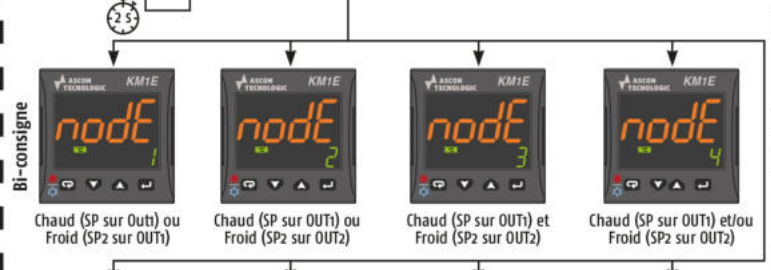 2 s
Bi-consigne
ASCON TECNOLOGIC KM1E
nodE
°C
1
Chaud (SP sur Out1) ou
Froid (SP2 sur OUT1)
ASCON TECNOLOGIC KM1E
nodE
°C
2
Chaud (SP sur OUT1) ou
Froid (SP2 sur OUT2)
ASCON TECNOLOGIC KM1E
nodE
°C
3
Chaud (SP sur OUT1) et
Froid (SP2 sur OUT2)
ASCON TECNOLOGIC KM1E
nodE
°C
4
Chaud (SP sur OUT1) et/ou
Froid (SP2 sur OUT2)